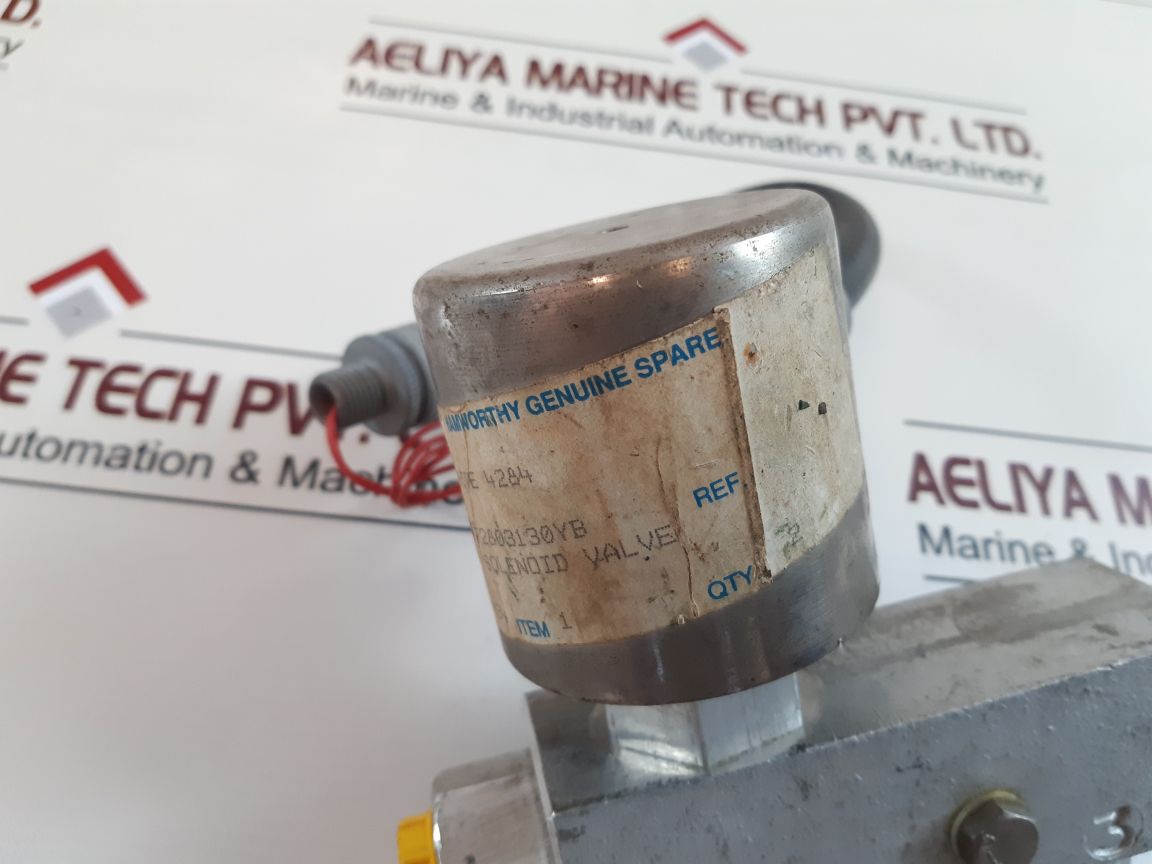 D.
AELIYA MARINE TECH PVT. LTD.
Marine & Industrial Automation & Machinery
E TECH PV
utomation & Mach
AELIYA M
Marine & In
AMWORTHY GENUINE SPARE
E 4284
REF.
2603130YB
SOLENOID VALVE
QTY
ITEM 1
3